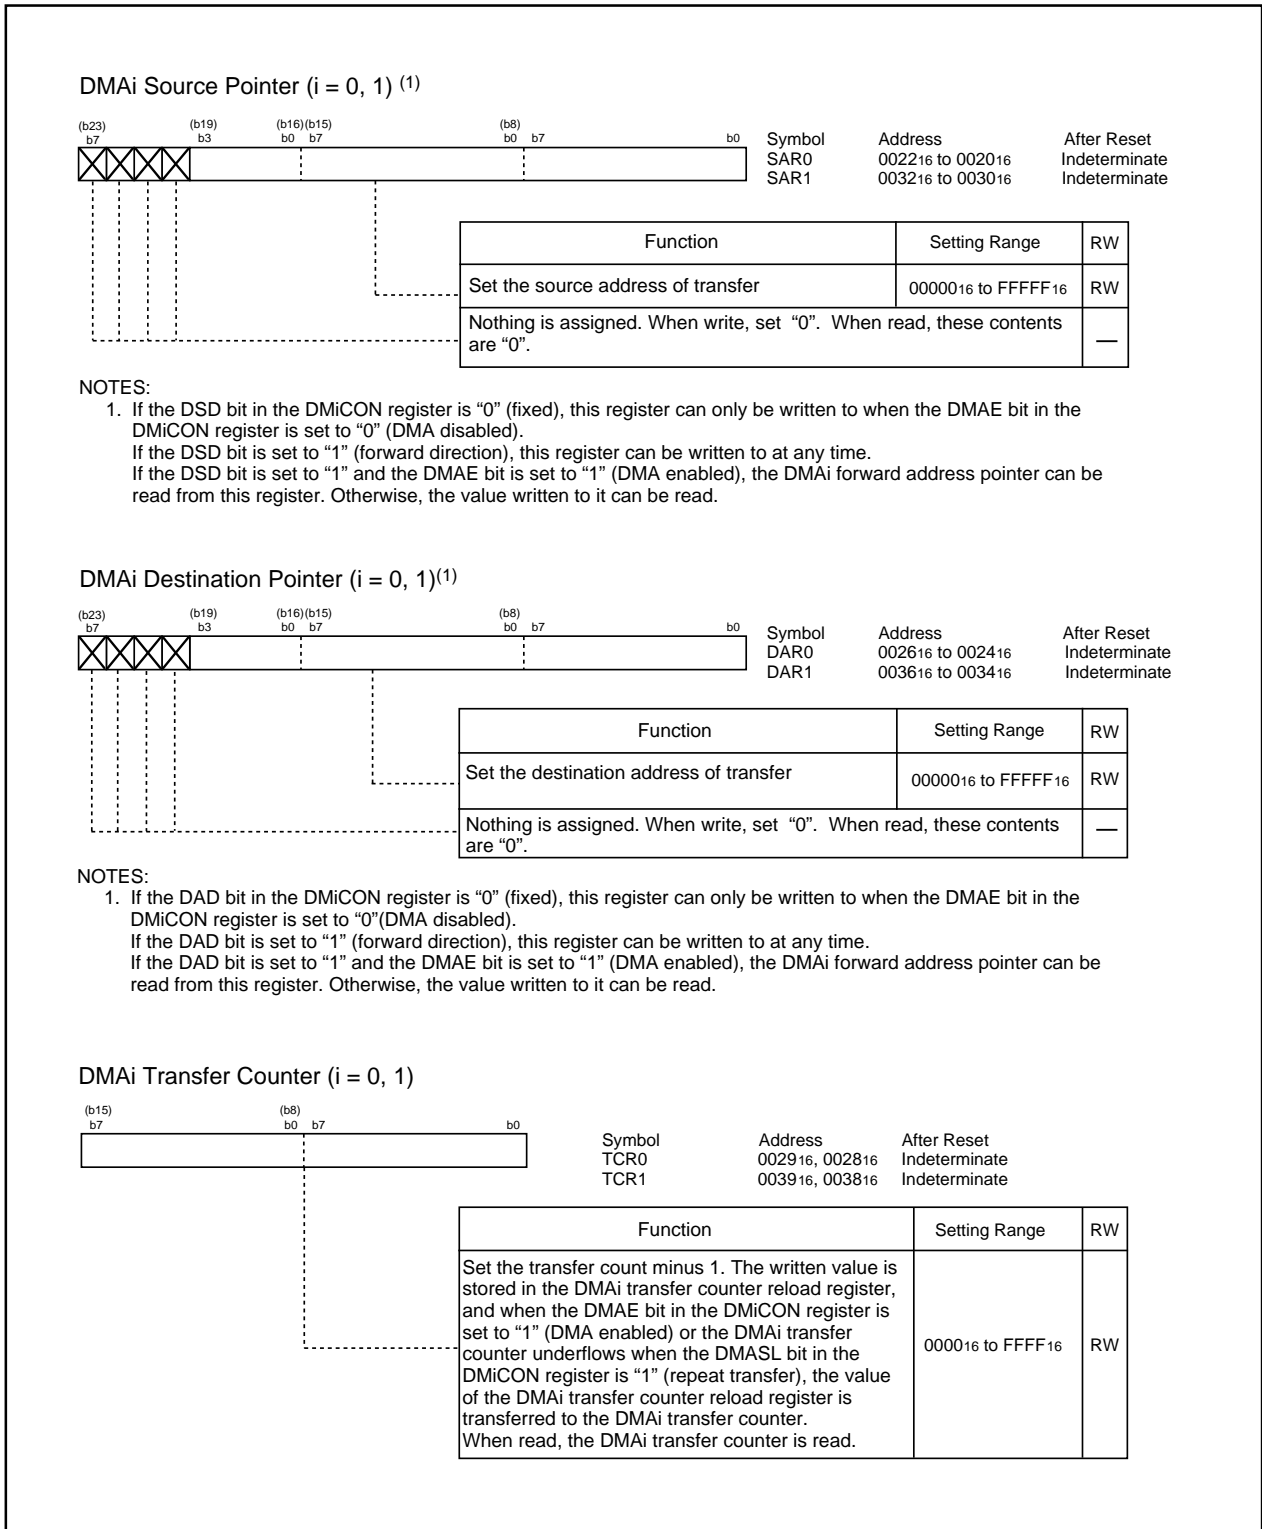 DMAi Source Pointer (i = 0, 1) (1)
(b23) (b19) (b16)(b15) (b8)
b7 b3 b0 b7 b0 b7 b0
Symbol Address After Reset
SAR0 002216 to 002016 Indeterminate
SAR1 003216 to 003016 Indeterminate
Function Setting Range RW
Set the source address of transfer 0000016 to FFFFF16 RW
Nothing is assigned. When write, set “0”. When read, these contents
are “0”. —
NOTES:
1. If the DSD bit in the DMiCON register is “0” (fixed), this register can only be written to when the DMAE bit in the
DMiCON register is set to “0” (DMA disabled).
If the DSD bit is set to “1” (forward direction), this register can be written to at any time.
If the DSD bit is set to “1” and the DMAE bit is set to “1” (DMA enabled), the DMAi forward address pointer can be
read from this register. Otherwise, the value written to it can be read.
DMAi Destination Pointer (i = 0, 1)(1)
(b23) (b19) (b16)(b15) (b8)
b7 b3 b0 b7 b0 b7 b0
Symbol Address After Reset
DAR0 002616 to 002416 Indeterminate
DAR1 003616 to 003416 Indeterminate
Function Setting Range RW
Set the destination address of transfer 0000016 to FFFFF16 RW
Nothing is assigned. When write, set “0”. When read, these contents
are “0”. —
NOTES:
1. If the DAD bit in the DMiCON register is “0” (fixed), this register can only be written to when the DMAE bit in the
DMiCON register is set to “0”(DMA disabled).
If the DAD bit is set to “1” (forward direction), this register can be written to at any time.
If the DAD bit is set to “1” and the DMAE bit is set to “1” (DMA enabled), the DMAi forward address pointer can be
read from this register. Otherwise, the value written to it can be read.
DMAi Transfer Counter (i = 0, 1)
(b15) (b8)
b7 b0 b7 b0
Symbol Address After Reset
TCR0 002916, 002816 Indeterminate
TCR1 003916, 003816 Indeterminate
Function Setting Range RW
Set the transfer count minus 1. The written value is
stored in the DMAi transfer counter reload register,
and when the DMAE bit in the DMiCON register is
set to “1” (DMA enabled) or the DMAi transfer
counter underflows when the DMASL bit in the 000016 to FFFF16 RW
DMiCON register is “1” (repeat transfer), the value
of the DMAi transfer counter reload register is
transferred to the DMAi transfer counter.
When read, the DMAi transfer counter is read.